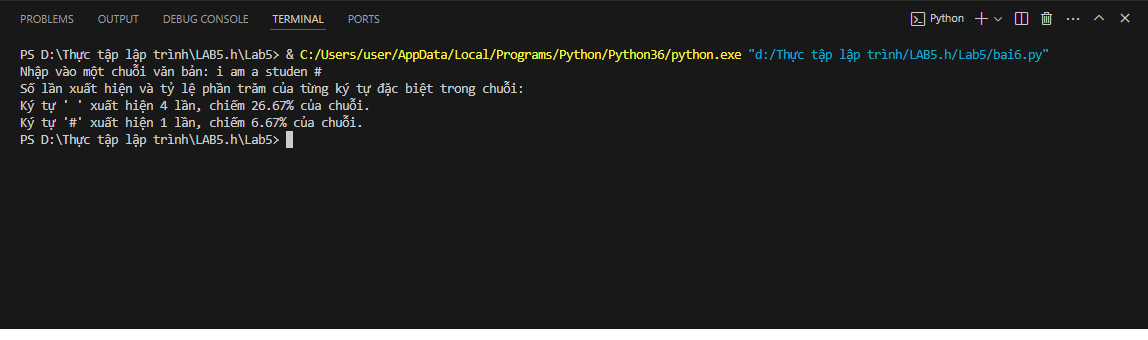 PROBLEMS OUTPUT DEBUG CONSOLE TERMINAL PORTS Python
PS D:\Thực tập lập trình\LAB5.h\Lab5> & C:/Users/user/AppData/Local/Programs/Python/Python36/python.exe "d:/Thực tập lập trình/LAB5.h/Lab5/bai6.py"
Nhập vào một chuỗi văn bản: i am a studen #
Số lần xuất hiện và tỷ lệ phần trăm của từng ký tự đặc biệt trong chuỗi:
Ký tự ' ' xuất hiện 4 lần, chiếm 26.67% của chuỗi.
Ký tự '#' xuất hiện 1 lần, chiếm 6.67% của chuỗi.
PS D:\Thực tập lập trình\LAB5.h\Lab5>